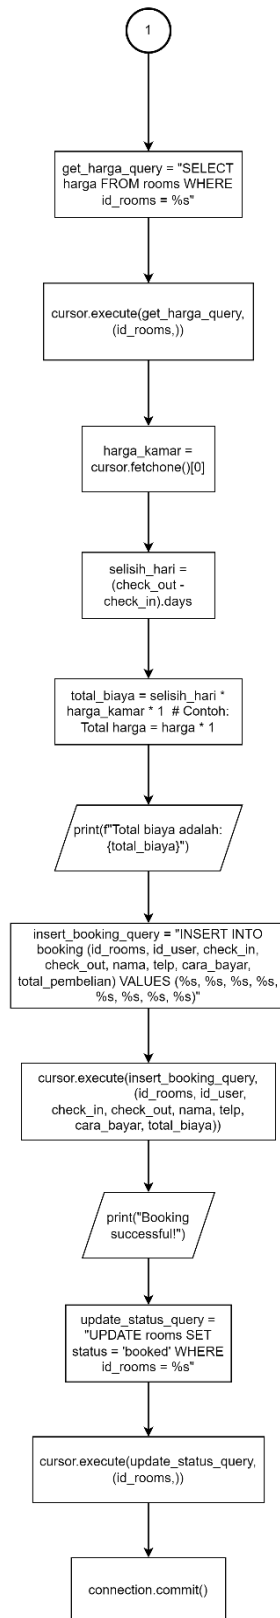 1
get_harga_query = "SELECT
harga FROM rooms WHERE
id_rooms = %s"
cursor.execute(get_harga_query,
(id_rooms,))
harga_kamar =
cursor.fetchone()[0]
selisih_hari =
(check_out -
check_in).days
total_biaya = selisih_hari *
harga_kamar * 1 # Contoh:
Total harga = harga * 1
print(f"Total biaya adalah:
{total_biaya}")
insert_booking_query = "INSERT INTO
booking (id_rooms, id_user, check_in,
check_out, nama, telp, cara_bayar,
total_pembelian) VALUES (%s, %s, %s, %s,
%s, %s, %s, %s)"
cursor.execute(insert_booking_query,
(id_rooms, id_user,
check_in, check_out, nama, telp,
cara_bayar, total_biaya))
print("Booking
successful!")
update_status_query =
"UPDATE rooms SET
status = 'booked' WHERE
id_rooms = %s"
cursor.execute(update_status_query,
(id_rooms,))
connection.commit()